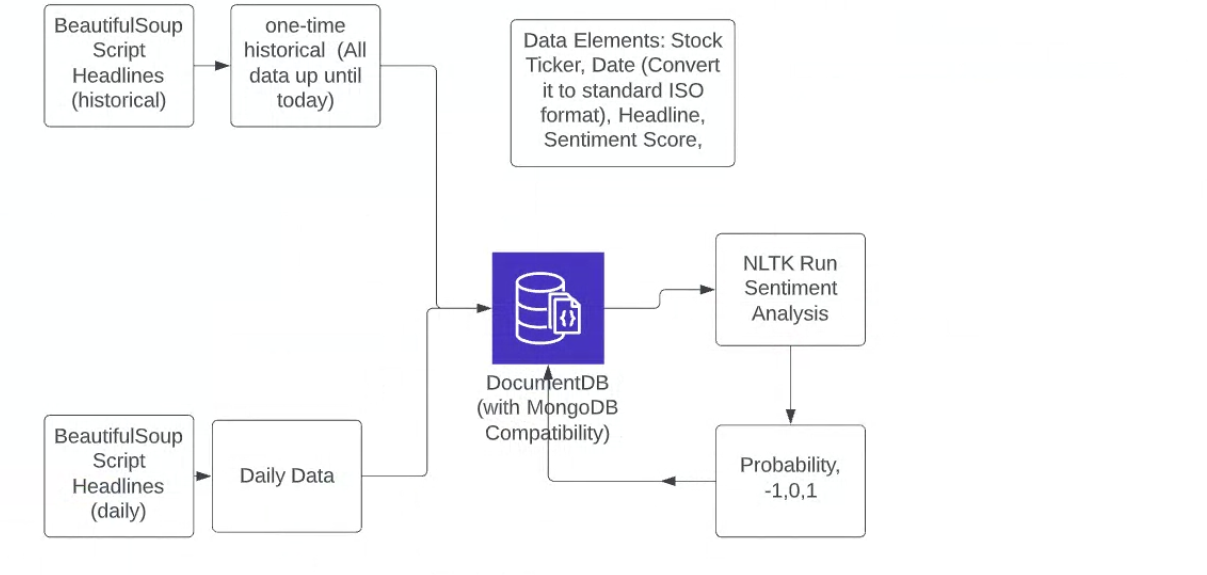 BeautifulSoup
Script
Headlines
(historical)
one-time
historical (All
data up until
today)
Data Elements: Stock
Ticker, Date (Convert
it to standard ISO
format), Headline,
Sentiment Score,
NLTK Run
Sentiment
Analysis
{}
DocumentDB
(with MongoDB
Compatibility)
BeautifulSoup
Script
Headlines
(daily)
Daily Data
Probability,
-1,0,1